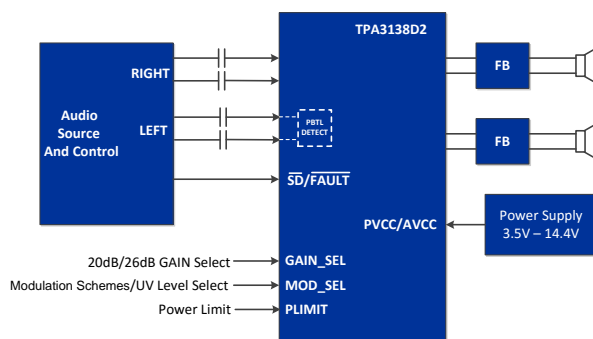 TPA3138D2
RIGHT
FB
Audio
Source
And Control
LEFT
PBTL
DETECT
FB
SD/FAULT
PVCC/AVCC
Power Supply
3.5V – 14.4V
20dB/26dB GAIN Select
GAIN_SEL
Modulation Schemes/UV Level Select
MOD_SEL
Power Limit
PLIMIT